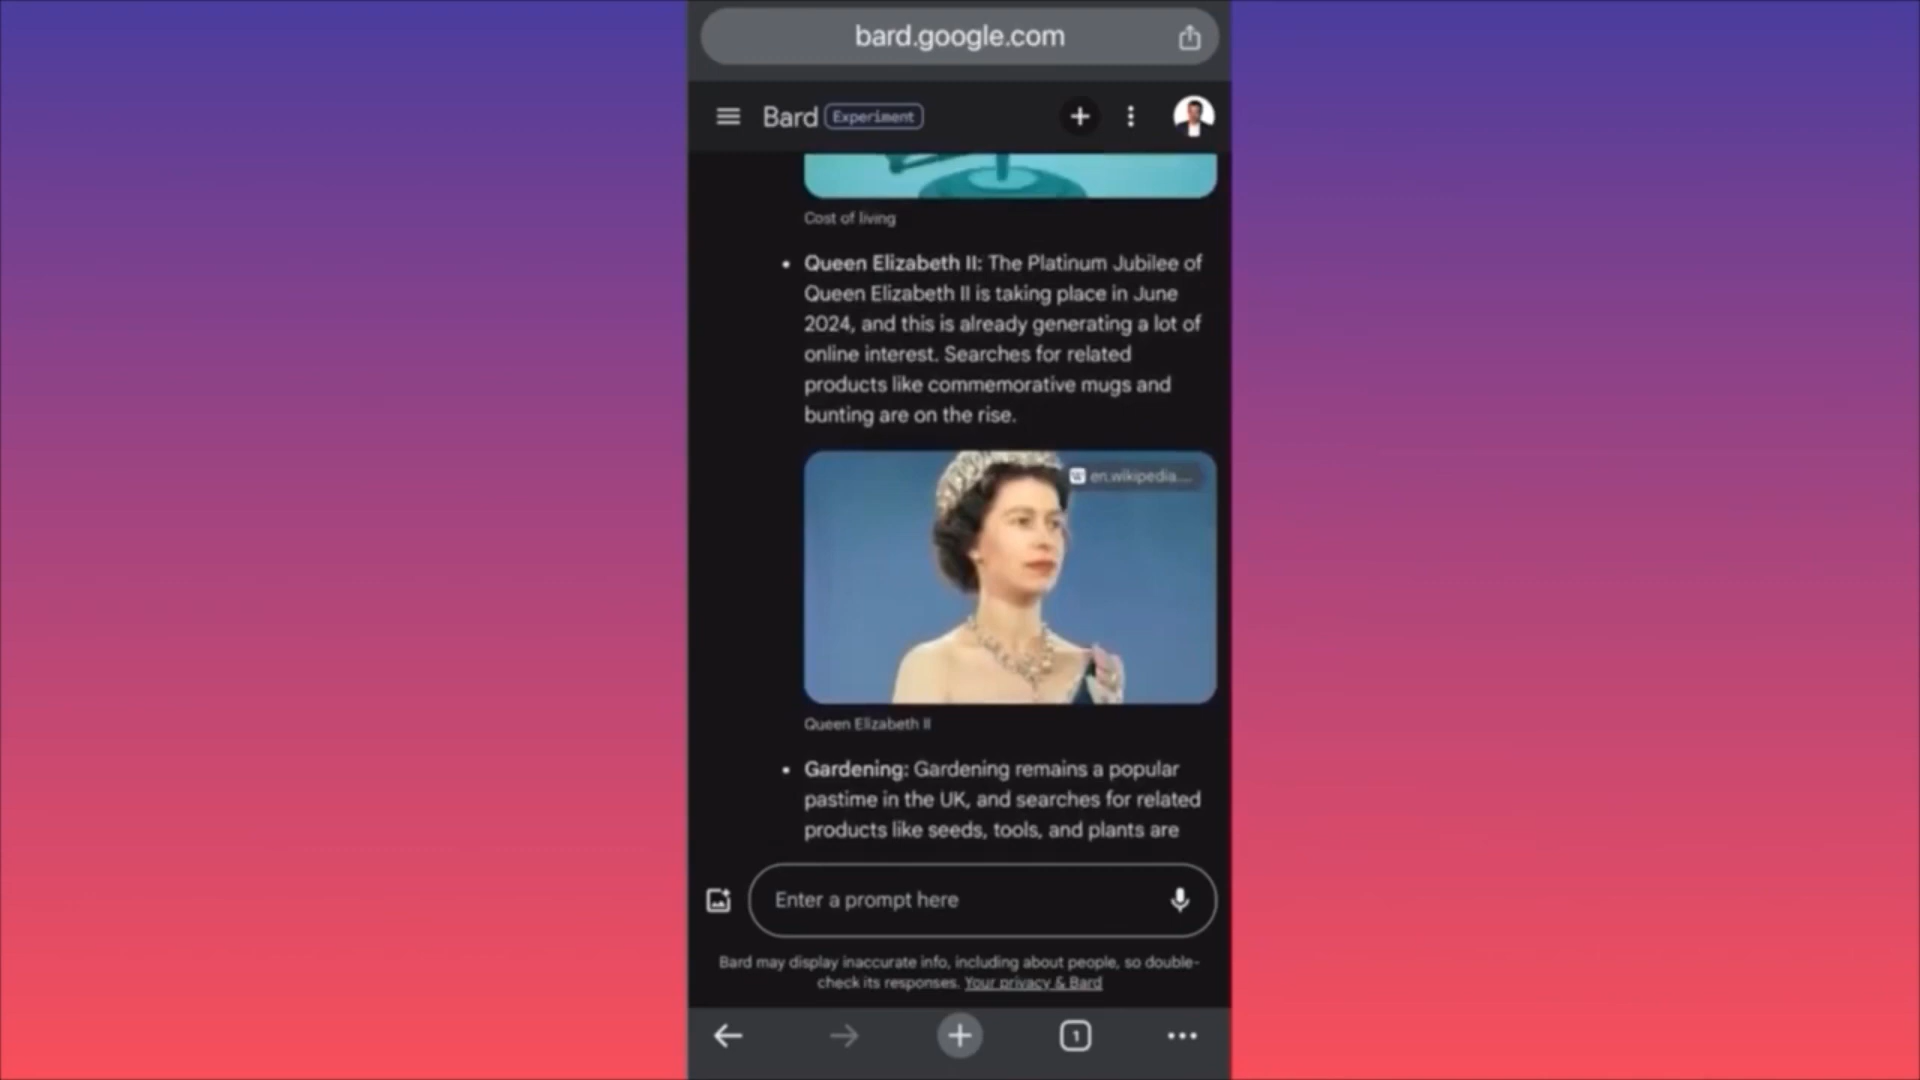 bard.google.com
Bard Experiment
Cost of living
• Queen Elizabeth II: The Platinum Jubilee of
Queen Elizabeth II is taking place in June
2024, and this is already generating a lot of
online interest. Searches for related
products like commemorative mugs and
bunting are on the rise.
en.wikipedia....
Queen Elizabeth II
• Gardening: Gardening remains a popular
pastime in the UK, and searches for related
products like seeds, tools, and plants are
Enter a prompt here
Bard may display inaccurate info, including about people, so double-
check its responses. Your privacy & Bard
1